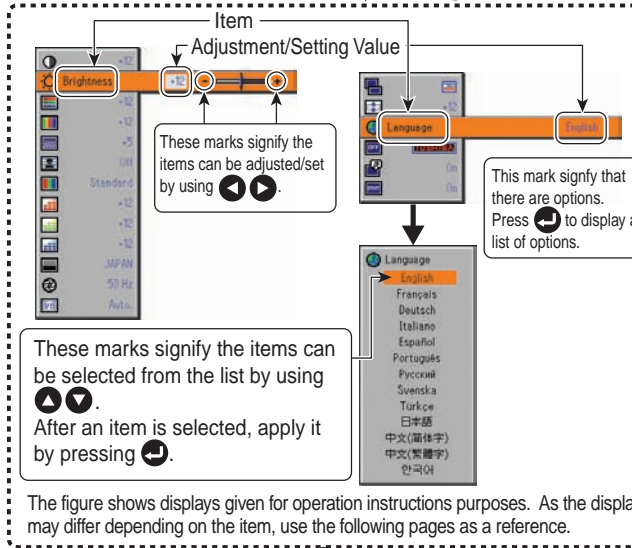 Item
Adjustment/Setting Value
+12
Brightness
+12
+12
+12
+5
Off
Standard
+12
+12
+12
JAPAN
50 Hz
Auto.
These marks signify the
items can be adjusted/set
by using
+12
Language
English
TOSHIBA
On
On
This mark signfy that
there are options.
Press to display a
list of options.
Language
English
Français
Deutsch
Italiano
Español
Português
Русский
Svenska
Türkçe
日本語
中文(简体字)
中文(繁體字)
한국어
These marks signify the items can
be selected from the list by using
.
After an item is selected, apply it
by pressing .
The figure shows displays given for operation instructions purposes. As the displa
may differ depending on the item, use the following pages as a reference.